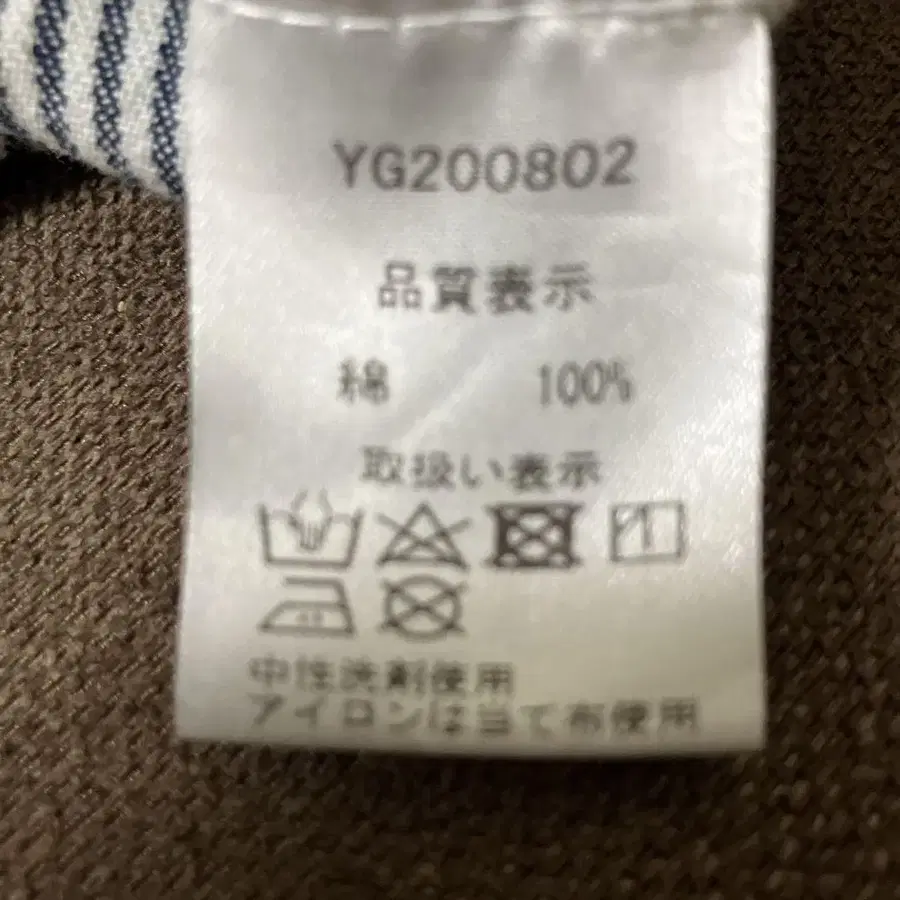 YG200802
品質表示
綿 100%
取扱い表示
中性洗剤使用
アイロンは当て布使用